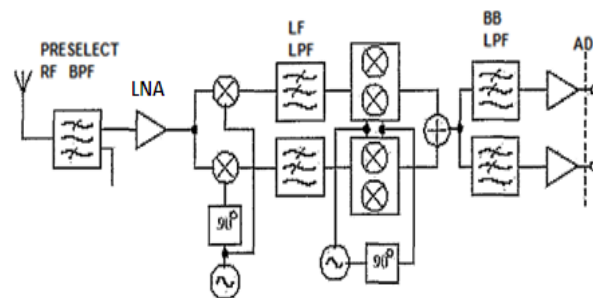 PRESELECT
RF BPF
LNA
LF
LPF
BB
LPF
AD
90°
90°